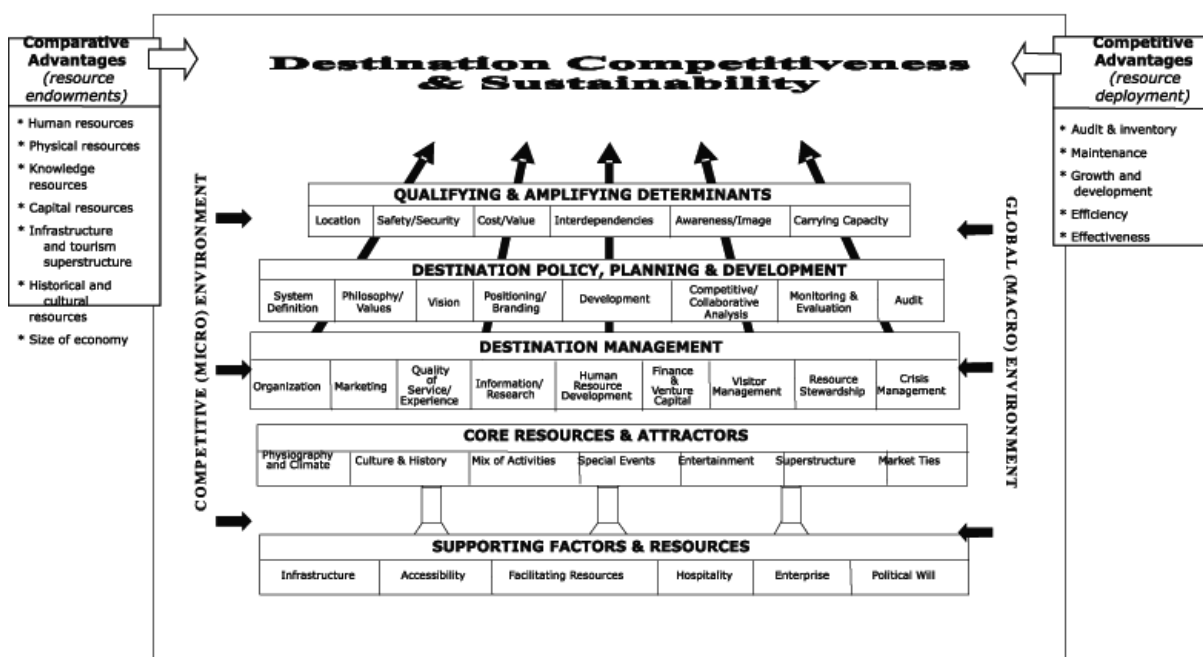 Comparative
Advantages
(resource
endowments)
* Human resources
* Physical resources
* Knowledge
resources
* Capital resources
* Infrastructure
and tourism
superstructure
* Historical and
cultural
resources
* Size of economy
Destination Competitiveness
& Sustainability
Competitive
Advantages
(resource
deployment)
* Audit & inventory
* Maintenance
* Growth and
development
* Efficiency
* Effectiveness
COMPETITIVE (MICRO) ENVIRONMENT
GLOBAL (MACRO) ENVIRONMENT
QUALIFYING & AMPLIFYING DETERMINANTS
Location Safety/Security Cost/Value Interdependencies Awareness/Image Carrying Capacity
DESTINATION POLICY, PLANNING & DEVELOPMENT
System
Definition
Philosophy/
Values
Vision
Positioning/
Branding
Development
Competitive/
Collaborative
Analysis
Monitoring &
Evaluation
Audit
DESTINATION MANAGEMENT
Organization
Marketing
Quality
of
Service/
Experience
Information/
Research
Human
Resource
Development
Finance
&
Venture
Capital
Visitor
Management
Resource
Stewardship
Crisis
Management
CORE RESOURCES & ATTRACTORS
Physiography
and Climate
Culture & History
Mix of Activities
Special Events
Entertainment
Superstructure
Market Ties
SUPPORTING FACTORS & RESOURCES
Infrastructure Accessibility Facilitating Resources Hospitality Enterprise Political Will